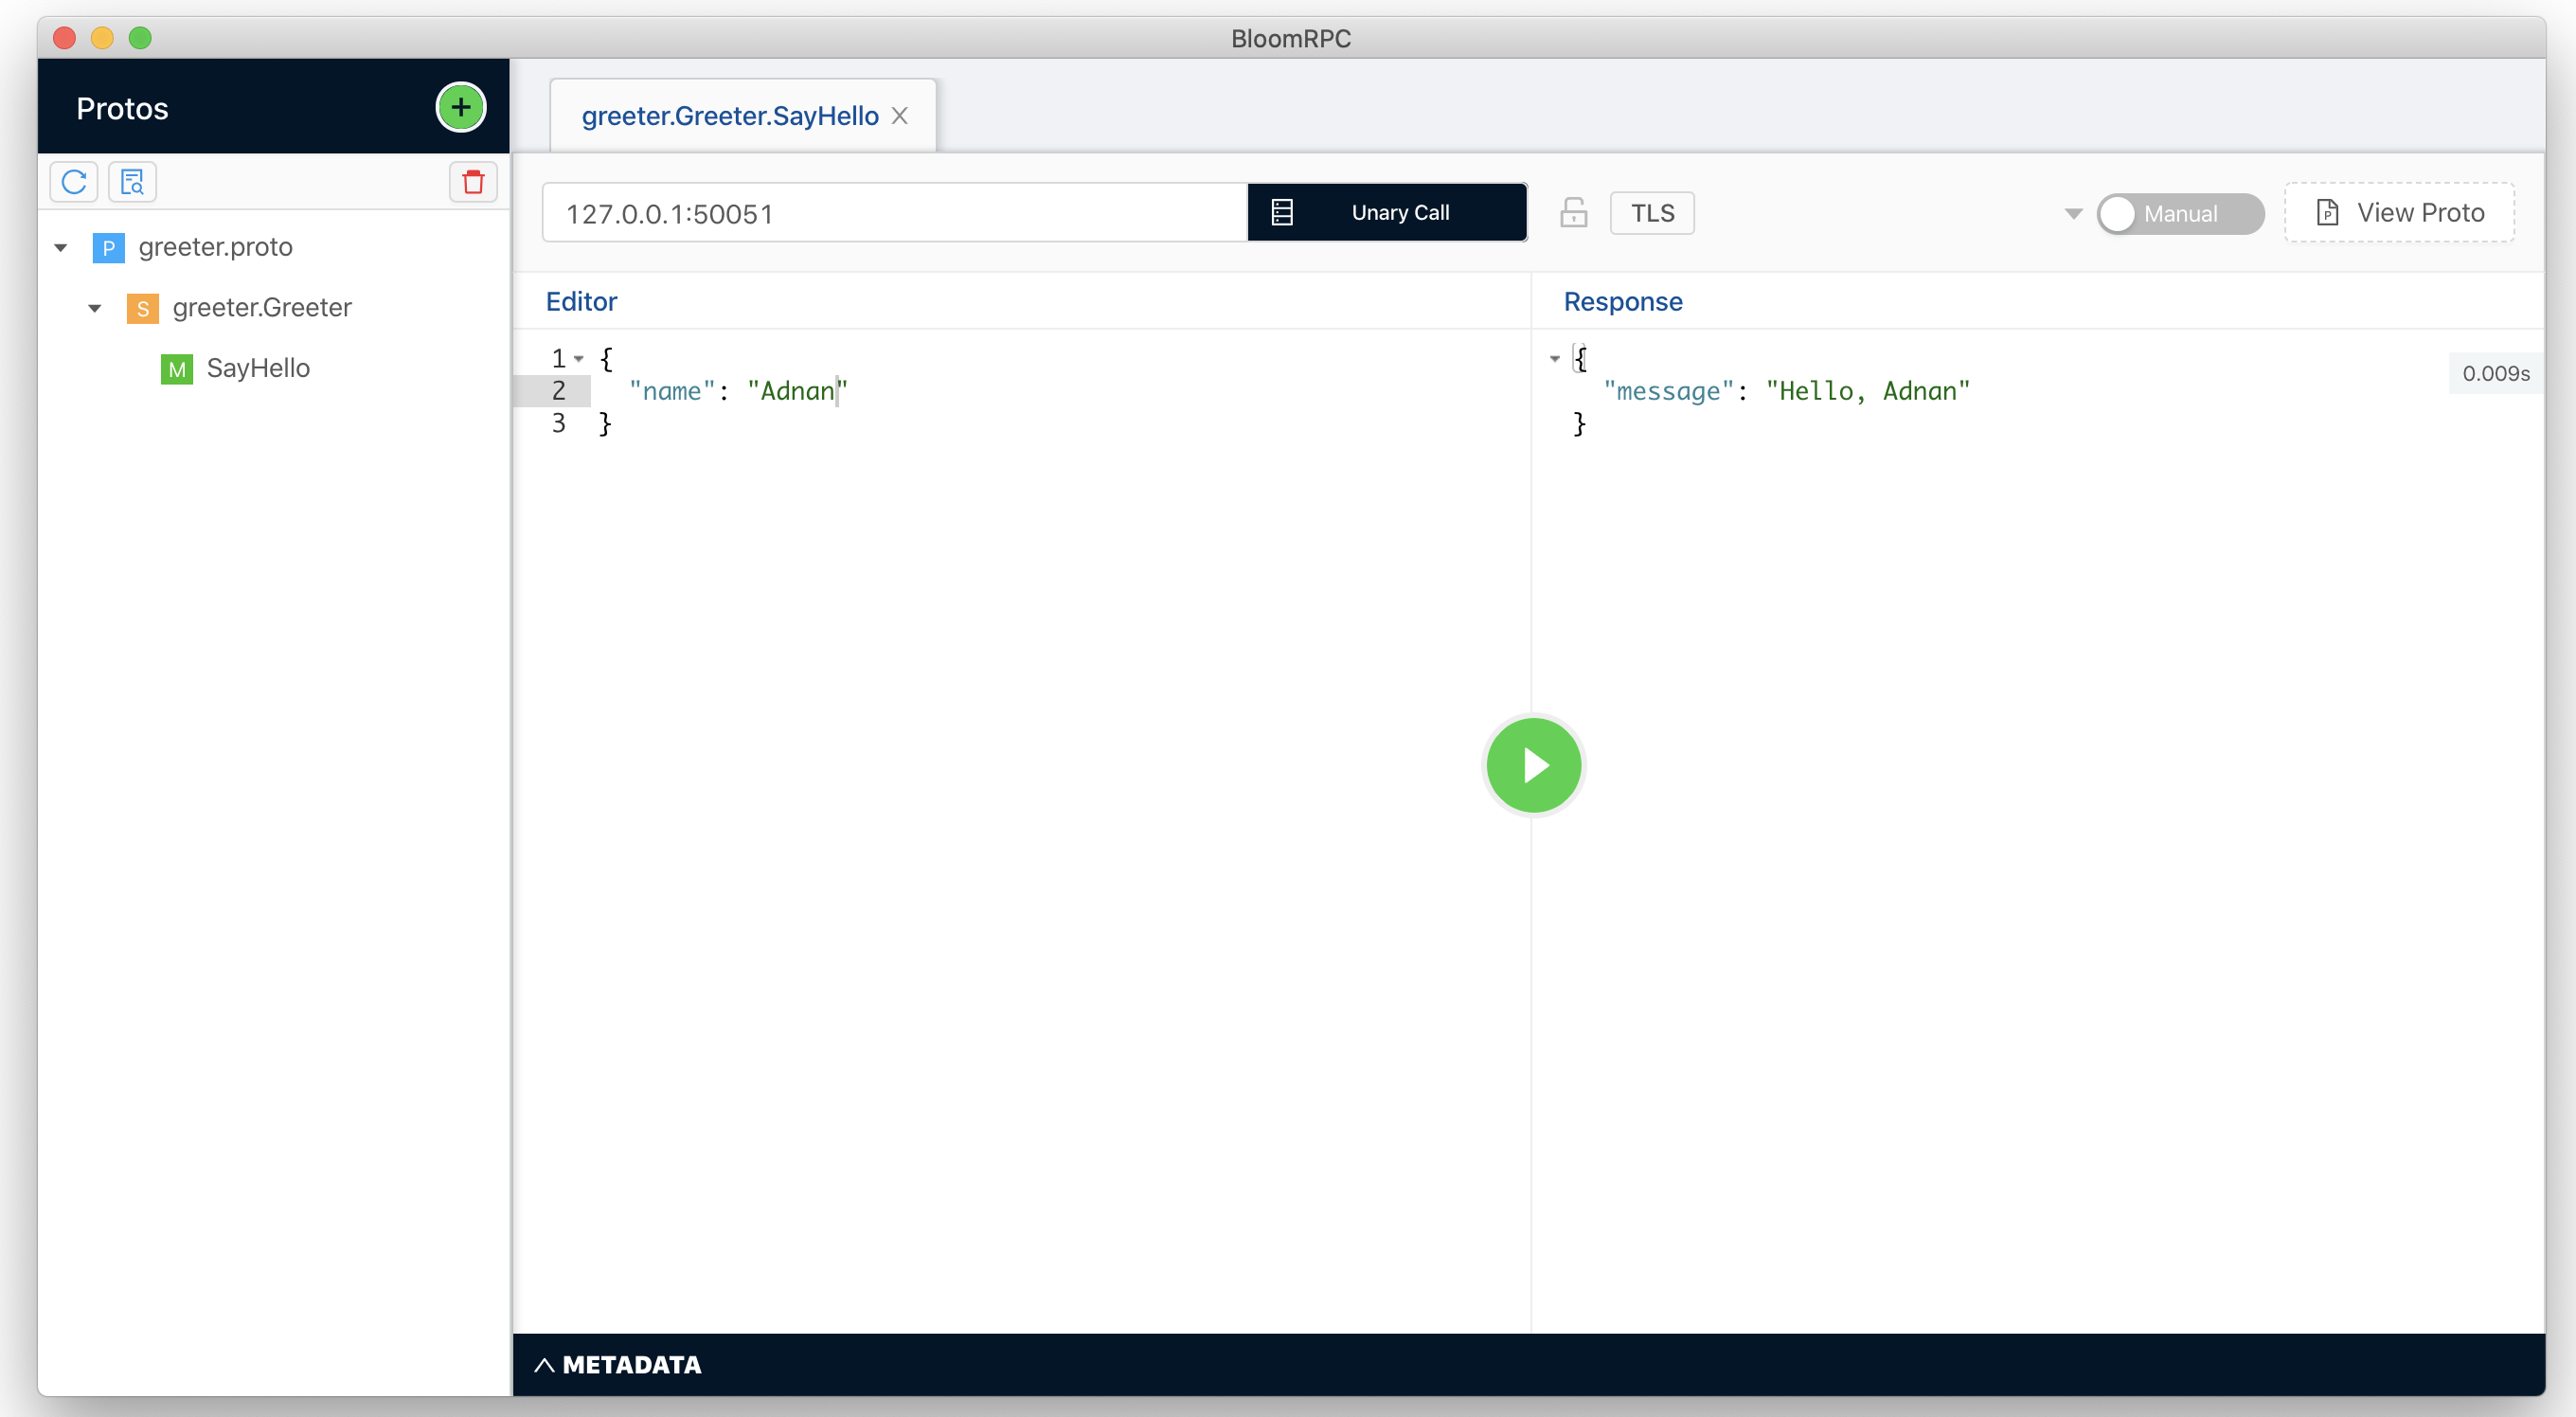 BloomRPC
Protos
+
greeter.Greeter.SayHello X
127.0.0.1:50051
Unary Call
TLS
Manual
P View Proto
P greeter.proto
S greeter.Greeter
M SayHello
Editor
1 {
2 "name": "Adnan"
3 }
Response
{
"message": "Hello, Adnan"
}
0.009s
METADATA